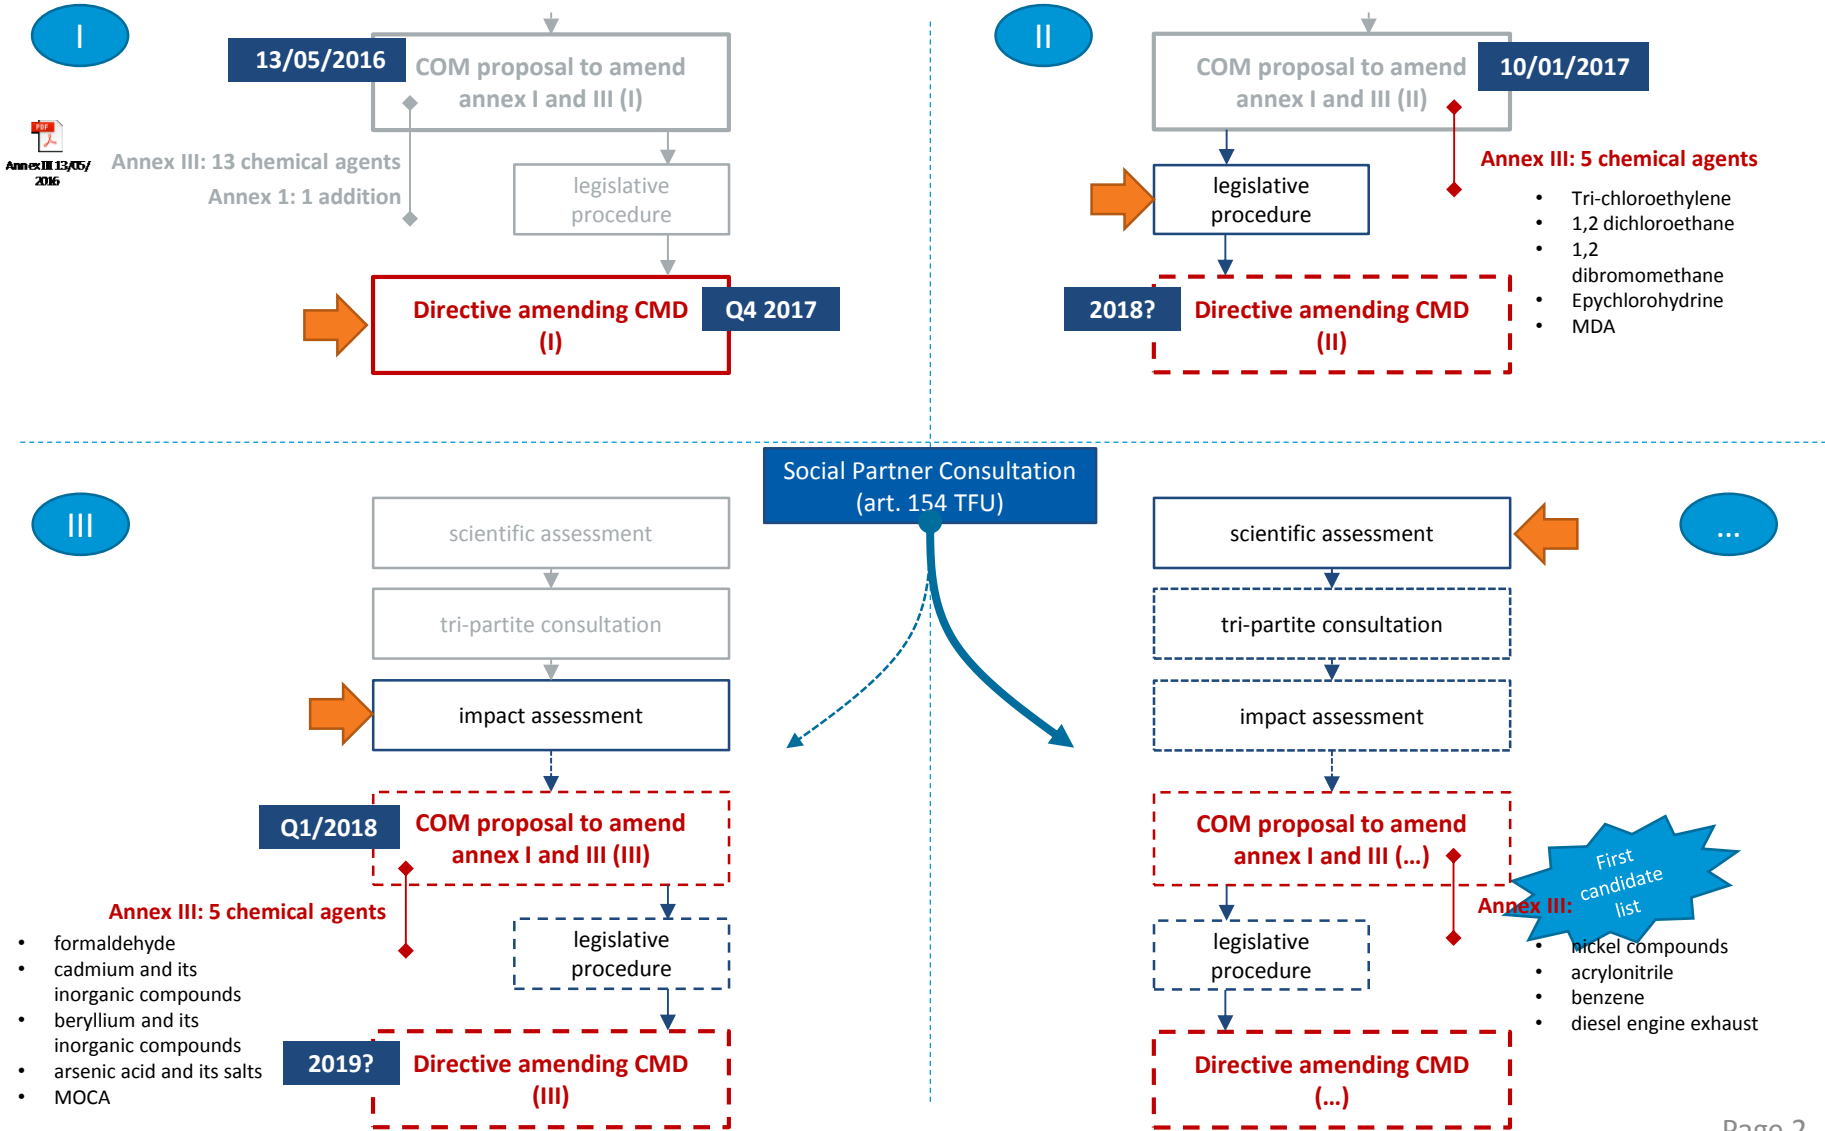 I
13/05/2016
COM proposal to amend
annex I and III (I)
Annex III: 13 chemical agents
Annex 1: 1 addition
legislative
procedure
Directive amending CMD
(I)
Q4 2017
PDF
2016
II
COM proposal to amend
annex I and III (II)
10/01/2017
Annex III: 5 chemical agents
• Tri-chloroethylene
• 1,2 dichloroethane
• 1,2
dibromomethane
• Epychlorohydrine
• MDA
legislative
procedure
2018?
Directive amending CMD
(II)
Social Partner Consultation
(art. 154 TFU)
III
scientific assessment
tri-partite consultation
impact assessment
Q1/2018
COM proposal to amend
annex I and III (III)
Annex III: 5 chemical agents
• formaldehyde
• cadmium and its
inorganic compounds
• beryllium and its
inorganic compounds
• arsenic acid and its salts
• MOCA
legislative
procedure
2019?
Directive amending CMD
(III)
...
scientific assessment
tri-partite consultation
impact assessment
COM proposal to amend
annex I and III (...)
First
candidate
list
Annex III:
• nickel compounds
• acrylonitrile
• benzene
• diesel engine exhaust
legislative
procedure
Directive amending CMD
(...)
Page 2